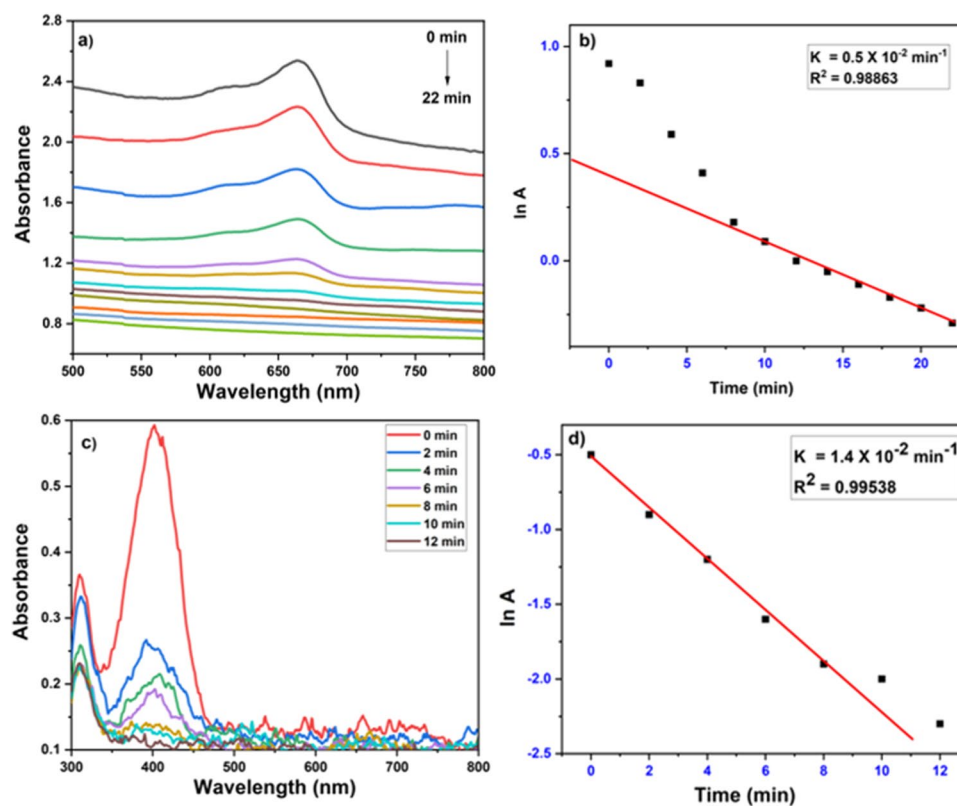 a)
0 min
22 min
2.8
2.4
2.0
1.6
1.2
0.8
Absorbance
500 550 600 650 700 750 800
Wavelength (nm)
b)
K = 0.5 X 10⁻² min⁻¹
R² = 0.98863
1.0
0.5
0.0
ln A
0 5 10 15 20
Time (min)
c)
0 min
2 min
4 min
6 min
8 min
10 min
12 min
0.6
0.5
0.4
0.3
0.2
0.1
Absorbance
300 400 500 600 700 800
Wavelength (nm)
d)
K = 1.4 X 10⁻² min⁻¹
R² = 0.99538
-0.5
-1.0
-1.5
-2.0
-2.5
ln A
0 2 4 6 8 10 12
Time (min)